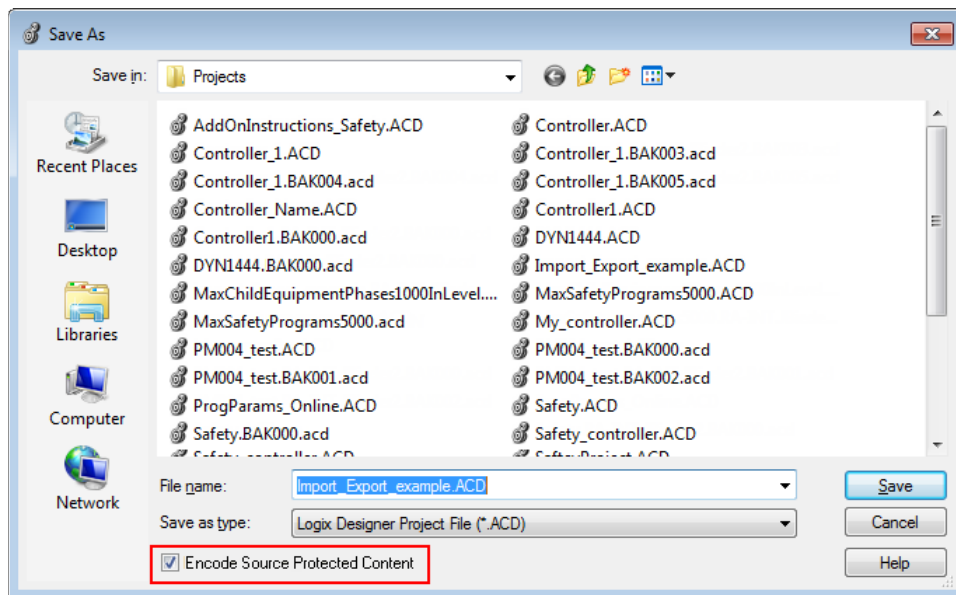 Save As
Save in:
Projects
Recent Places
Desktop
Libraries
Computer
Network
AddOnInstructions_Safety.ACD
Controller_1.ACD
Controller_1.BAK004.acd
Controller_Name.ACD
Controller1.BAK000.acd
DYN1444.BAK000.acd
MaxChildEquipmentPhases1000InLevel....
MaxSafetyPrograms5000.acd
PM004_test.ACD
PM004_test.BAK001.acd
ProgParams_Online.ACD
Safety.BAK000.acd
Safety_controller.ACD
Controller.ACD
Controller_1.BAK003.acd
Controller_1.BAK005.acd
Controller1.ACD
DYN1444.ACD
Import_Export_example.ACD
MaxSafetyPrograms5000.ACD
My_controller.ACD
PM004_test.BAK000.acd
PM004_test.BAK002.acd
Safety.ACD
Safety_controller.ACD
File name:
Import_Export_example.ACD
Save
Save as type:
Logix Designer Project File (*.ACD)
Cancel
Encode Source Protected Content
Help